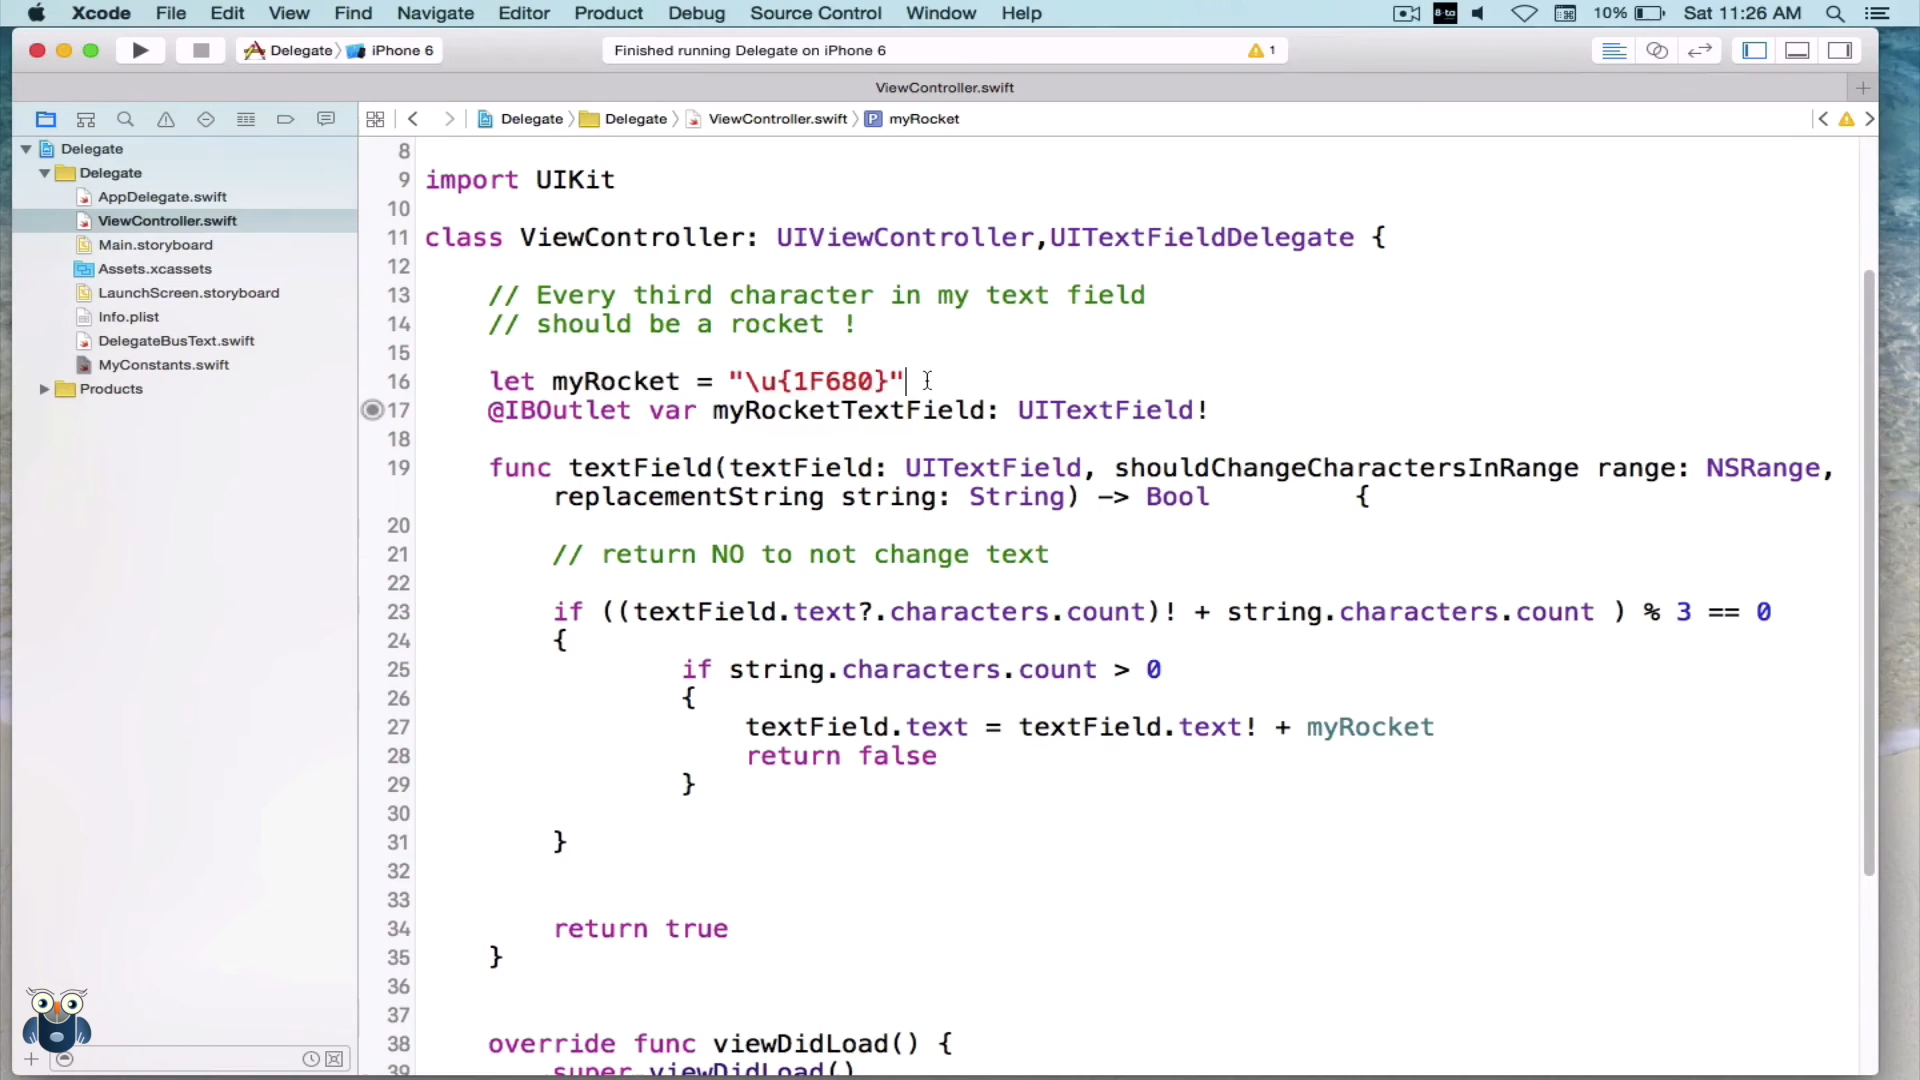 Xcode File Edit View Find Navigate Editor Product Debug Source Control Window Help 10% Sat 11:26 AM
Delegate iPhone 6 Finished running Delegate on iPhone 6 1
ViewController.swift
Delegate Delegate ViewController.swift P myRocket
Delegate
Delegate
AppDelegate.swift
ViewController.swift
Main.storyboard
Assets.xcassets
LaunchScreen.storyboard
Info.plist
DelegateBusText.swift
MyConstants.swift
Products
8
9 import UIKit
10
11 class ViewController: UIViewController,UITextFieldDelegate {
12
13 // Every third character in my text field
14 // should be a rocket !
15
16 let myRocket = "\u{1F680}"
17 @IBOutlet var myRocketTextField: UITextField!
18
19 func textField(textField: UITextField, shouldChangeCharactersInRange range: NSRange,
replacementString string: String) -> Bool {
20
21 // return NO to not change text
22
23 if ((textField.text?.characters.count)! + string.characters.count ) % 3 == 0
24 {
25 if string.characters.count > 0
26 {
27 textField.text = textField.text! + myRocket
28 return false
29 }
30
31 }
32
33
34 return true
35 }
36
37
38 override func viewDidLoad() {
39 super.viewDidLoad()